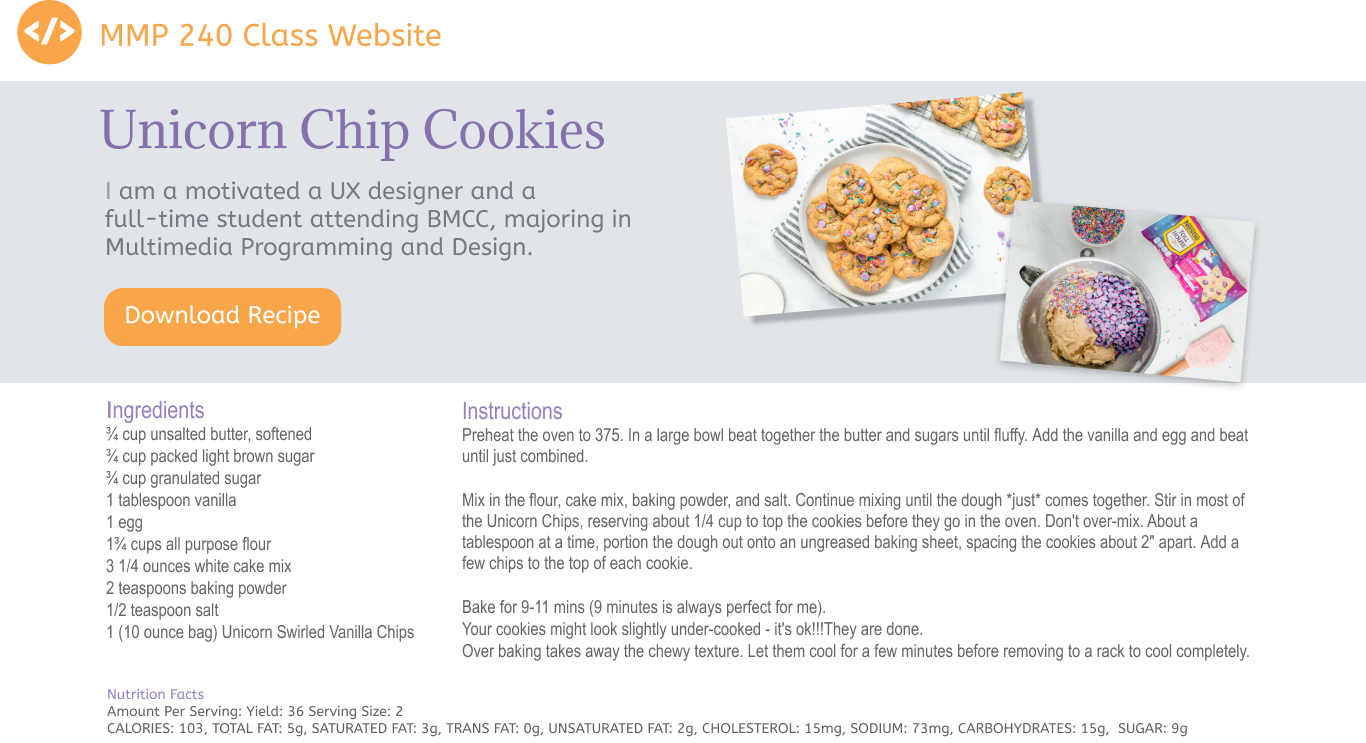 </> MMP 240 Class Website
Unicorn Chip Cookies
I am a motivated a UX designer and a
full-time student attending BMCC, majoring in
Multimedia Programming and Design.
Download Recipe
Nestlé
TOLL
HOUSE
Ingredients
¾ cup unsalted butter, softened
¾ cup packed light brown sugar
¾ cup granulated sugar
1 tablespoon vanilla
1 egg
1¾ cups all purpose flour
3 1/4 ounces white cake mix
2 teaspoons baking powder
1/2 teaspoon salt
1 (10 ounce bag) Unicorn Swirled Vanilla Chips
Instructions
Preheat the oven to 375. In a large bowl beat together the butter and sugars until fluffy. Add the vanilla and egg and beat
until just combined.
Mix in the flour, cake mix, baking powder, and salt. Continue mixing until the dough *just* comes together. Stir in most of
the Unicorn Chips, reserving about 1/4 cup to top the cookies before they go in the oven. Don't over-mix. About a
tablespoon at a time, portion the dough out onto an ungreased baking sheet, spacing the cookies about 2" apart. Add a
few chips to the top of each cookie.
Bake for 9-11 mins (9 minutes is always perfect for me).
Your cookies might look slightly under-cooked - it's ok!!!They are done.
Over baking takes away the chewy texture. Let them cool for a few minutes before removing to a rack to cool completely.
Nutrition Facts
Amount Per Serving: Yield: 36 Serving Size: 2
CALORIES: 103, TOTAL FAT: 5g, SATURATED FAT: 3g, TRANS FAT: 0g, UNSATURATED FAT: 2g, CHOLESTEROL: 15mg, SODIUM: 73mg, CARBOHYDRATES: 15g, SUGAR: 9g